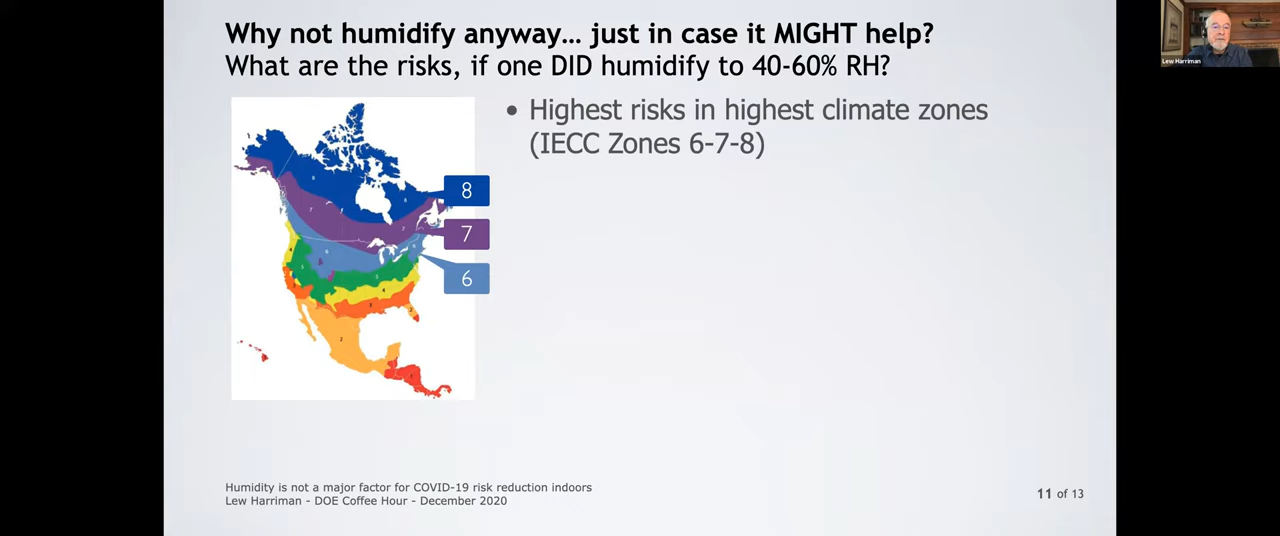 Why not humidify anyway... just in case it MIGHT help?
What are the risks, if one DID humidify to 40-60% RH?
Lew Harriman
• Highest risks in highest climate zones
(IECC Zones 6-7-8)
8
7
6
Humidity is not a major factor for COVID-19 risk reduction indoors
Lew Harriman - DOE Coffee Hour - December 2020
11 of 13